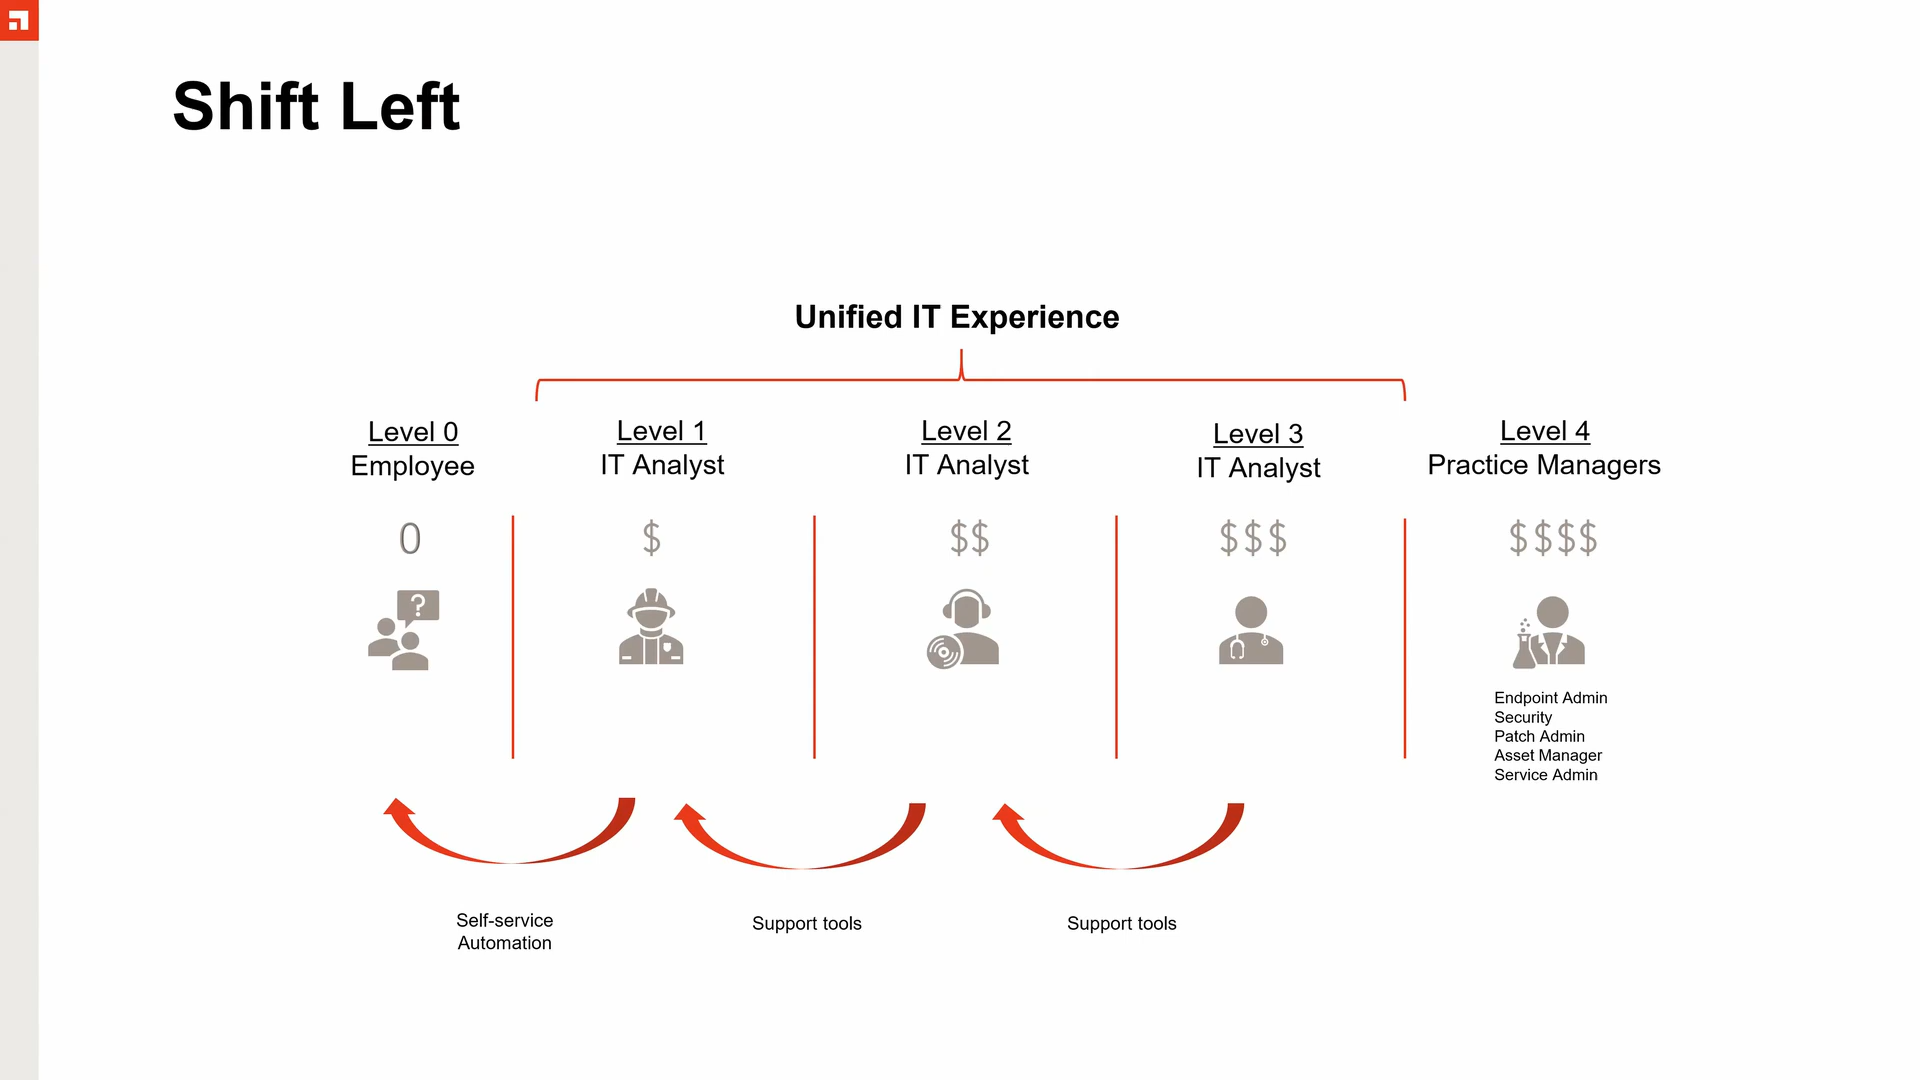 Shift Left
Unified IT Experience
Level 0
Employee
Level 1
IT Analyst
Level 2
IT Analyst
Level 3
IT Analyst
Level 4
Practice Managers
0
$
$$
$$$
$$$$
?
Endpoint Admin
Security
Patch Admin
Asset Manager
Service Admin
Self-service
Automation
Support tools
Support tools